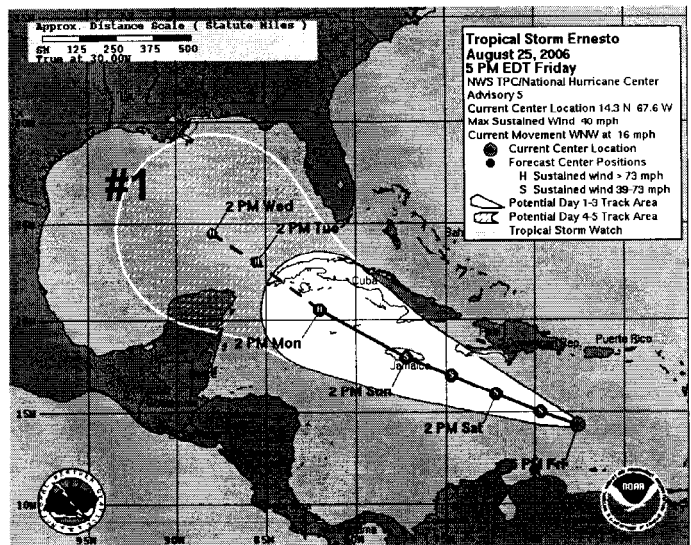 Approx. Distance Scale ( Statute Miles )
SM 125 250 375 500
True at 30.00N
Tropical Storm Ernesto
August 25, 2006
5 PM EDT Friday
NWS TPC/National Hurricane Center
Advisory 5
Current Center Location 14.3 N 67.6 W
Max Sustained Wind 40 mph
Current Movement WNW at 16 mph
Current Center Location
Forecast Center Positions
H Sustained wind > 73 mph
S Sustained wind 39-73 mph
Potential Day 1-3 Track Area
Potential Day 4-5 Track Area
Tropical Storm Watch
#1
2 PM Wed
2 PM Tue
Cuba
2 PM Mon
Puerto Rico
Jamaica
2 PM Sun
15N
2 PM Sat
PM Fri
NOAA
10N
95W
90W
85W